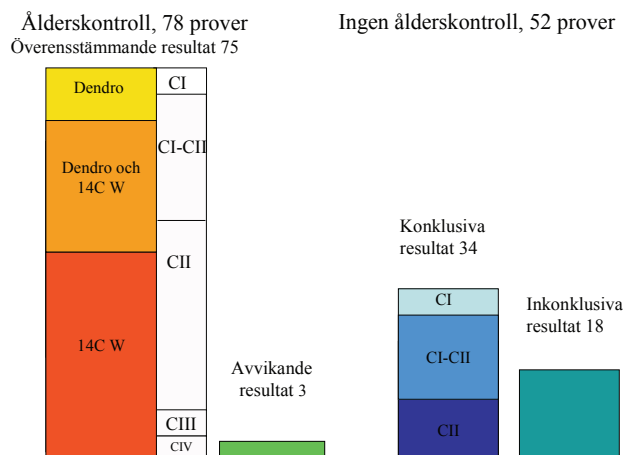 Ålderskontroll, 78 prover
Överensstämmande resultat 75
Dendro
Dendro och
14C W
14C W
CI
CI-CII
CII
CIII
CIV
Avvikande
resultat 3
Ingen ålderskontroll, 52 prover
Konklusiva
resultat 34
CI
CI-CII
CII
Inkonklusiva
resultat 18